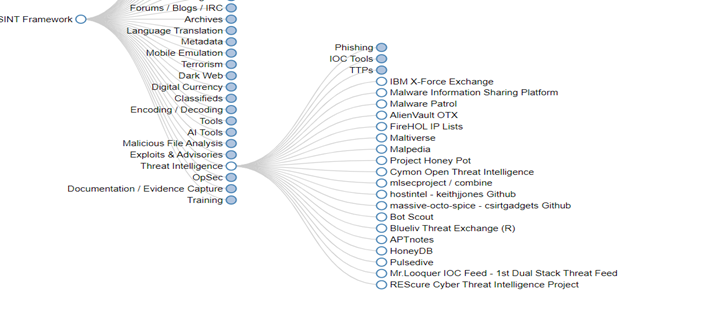 Forums / Blogs / IRC
SINT Framework
Archives
Language Translation
Metadata
Mobile Emulation
Terrorism
Dark Web
Digital Currency
Classifieds
Encoding / Decoding
Tools
AI Tools
Malicious File Analysis
Exploits & Advisories
Threat Intelligence
OpSec
Documentation / Evidence Capture
Training
Phishing
IOC Tools
TTPs
IBM X-Force Exchange
Malware Information Sharing Platform
Malware Patrol
AlienVault OTX
FireHOL IP Lists
Maltiverse
Malpedia
Project Honey Pot
Cymon Open Threat Intelligence
mlsecproject / combine
hostintel - keithjjones Github
massive-octo-spice - csirtgadgets Github
Bot Scout
Blueliv Threat Exchange (R)
APTnotes
HoneyDB
Pulsedive
Mr.Looquer IOC Feed - 1st Dual Stack Threat Feed
REScure Cyber Threat Intelligence Project